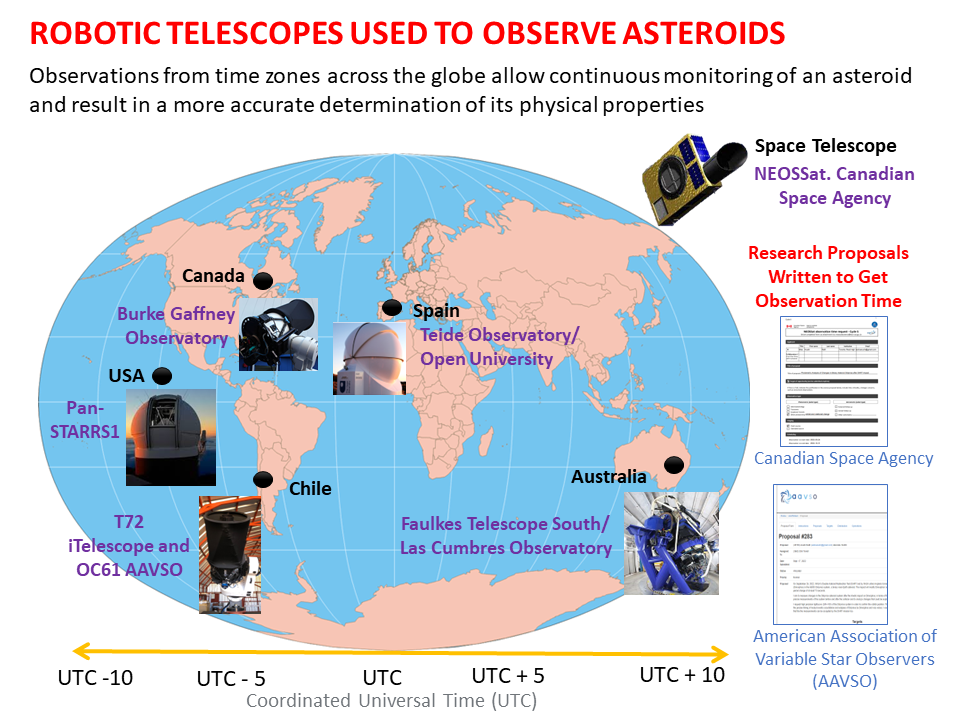 ROBOTIC TELESCOPES USED TO OBSERVE ASTEROIDS
Observations from time zones across the globe allow continuous monitoring of an asteroid
and result in a more accurate determination of its physical properties
Space Telescope
NEOSSat. Canadian
Space Agency
Canada
Burke Gaffney
Observatory
Spain
Teide Observatory/
Open University
USA
Pan-
STARRS1
Chile
T72
iTelescope and
OC61 AAVSO
Australia
Faulkes Telescope South/
Las Cumbres Observatory
Research Proposals
Written to Get
Observation Time
Canadian Space Agency
aavso
Proposal #283
Targets
American Association of
Variable Star Observers
(AAVSO)
UTC -10
UTC - 5
UTC
UTC + 5
UTC + 10
Coordinated Universal Time (UTC)